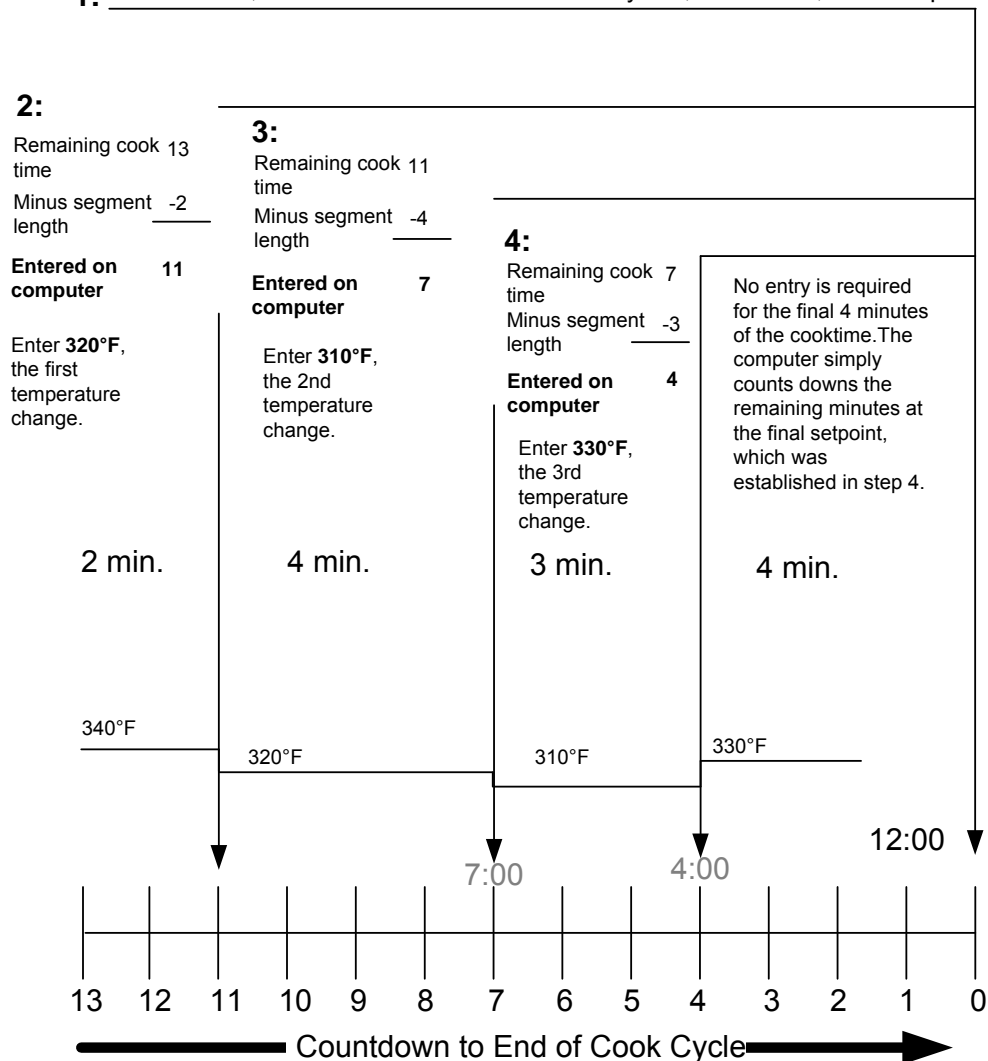 1:
2:
Remaining cook 13
time
Minus segment -2
length
Entered on 11
computer
Enter 320°F,
the first
temperature
change.
3:
Remaining cook 11
time
Minus segment -4
length
Entered on 7
computer
Enter 310°F,
the 2nd
temperature
change.
4:
Remaining cook 7
time
Minus segment -3
length
Entered on 4
computer
Enter 330°F,
the 3rd
temperature
change.
No entry is required
for the final 4 minutes
of the cooktime.The
computer simply
counts downs the
remaining minutes at
the final setpoint,
which was
established in step 4.
2 min. 4 min. 3 min. 4 min.
340°F 320°F 310°F 330°F
7:00 4:00 12:00
13 12 11 10 9 8 7 6 5 4 3 2 1 0
Countdown to End of Cook Cycle